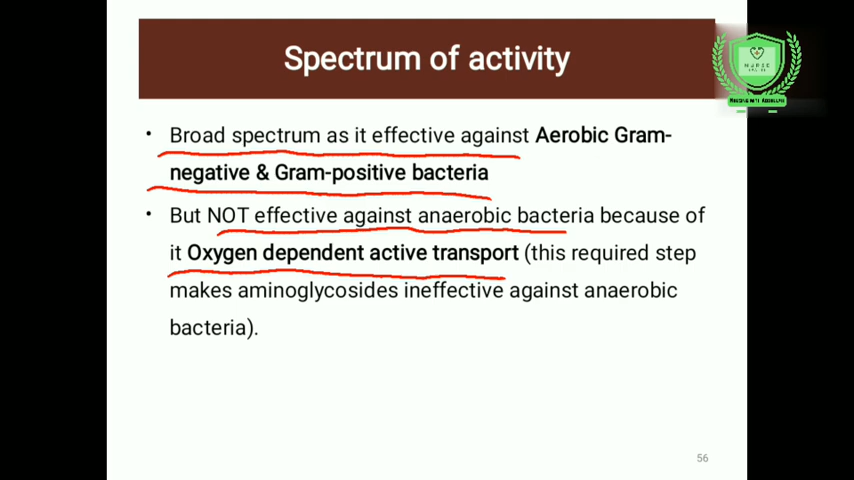 Spectrum of activity
NURSE
• Broad spectrum as it effective against Aerobic Gram-
negative & Gram-positive bacteria
• But NOT effective against anaerobic bacteria because of
it Oxygen dependent active transport (this required step
makes aminoglycosides ineffective against anaerobic
bacteria).
56